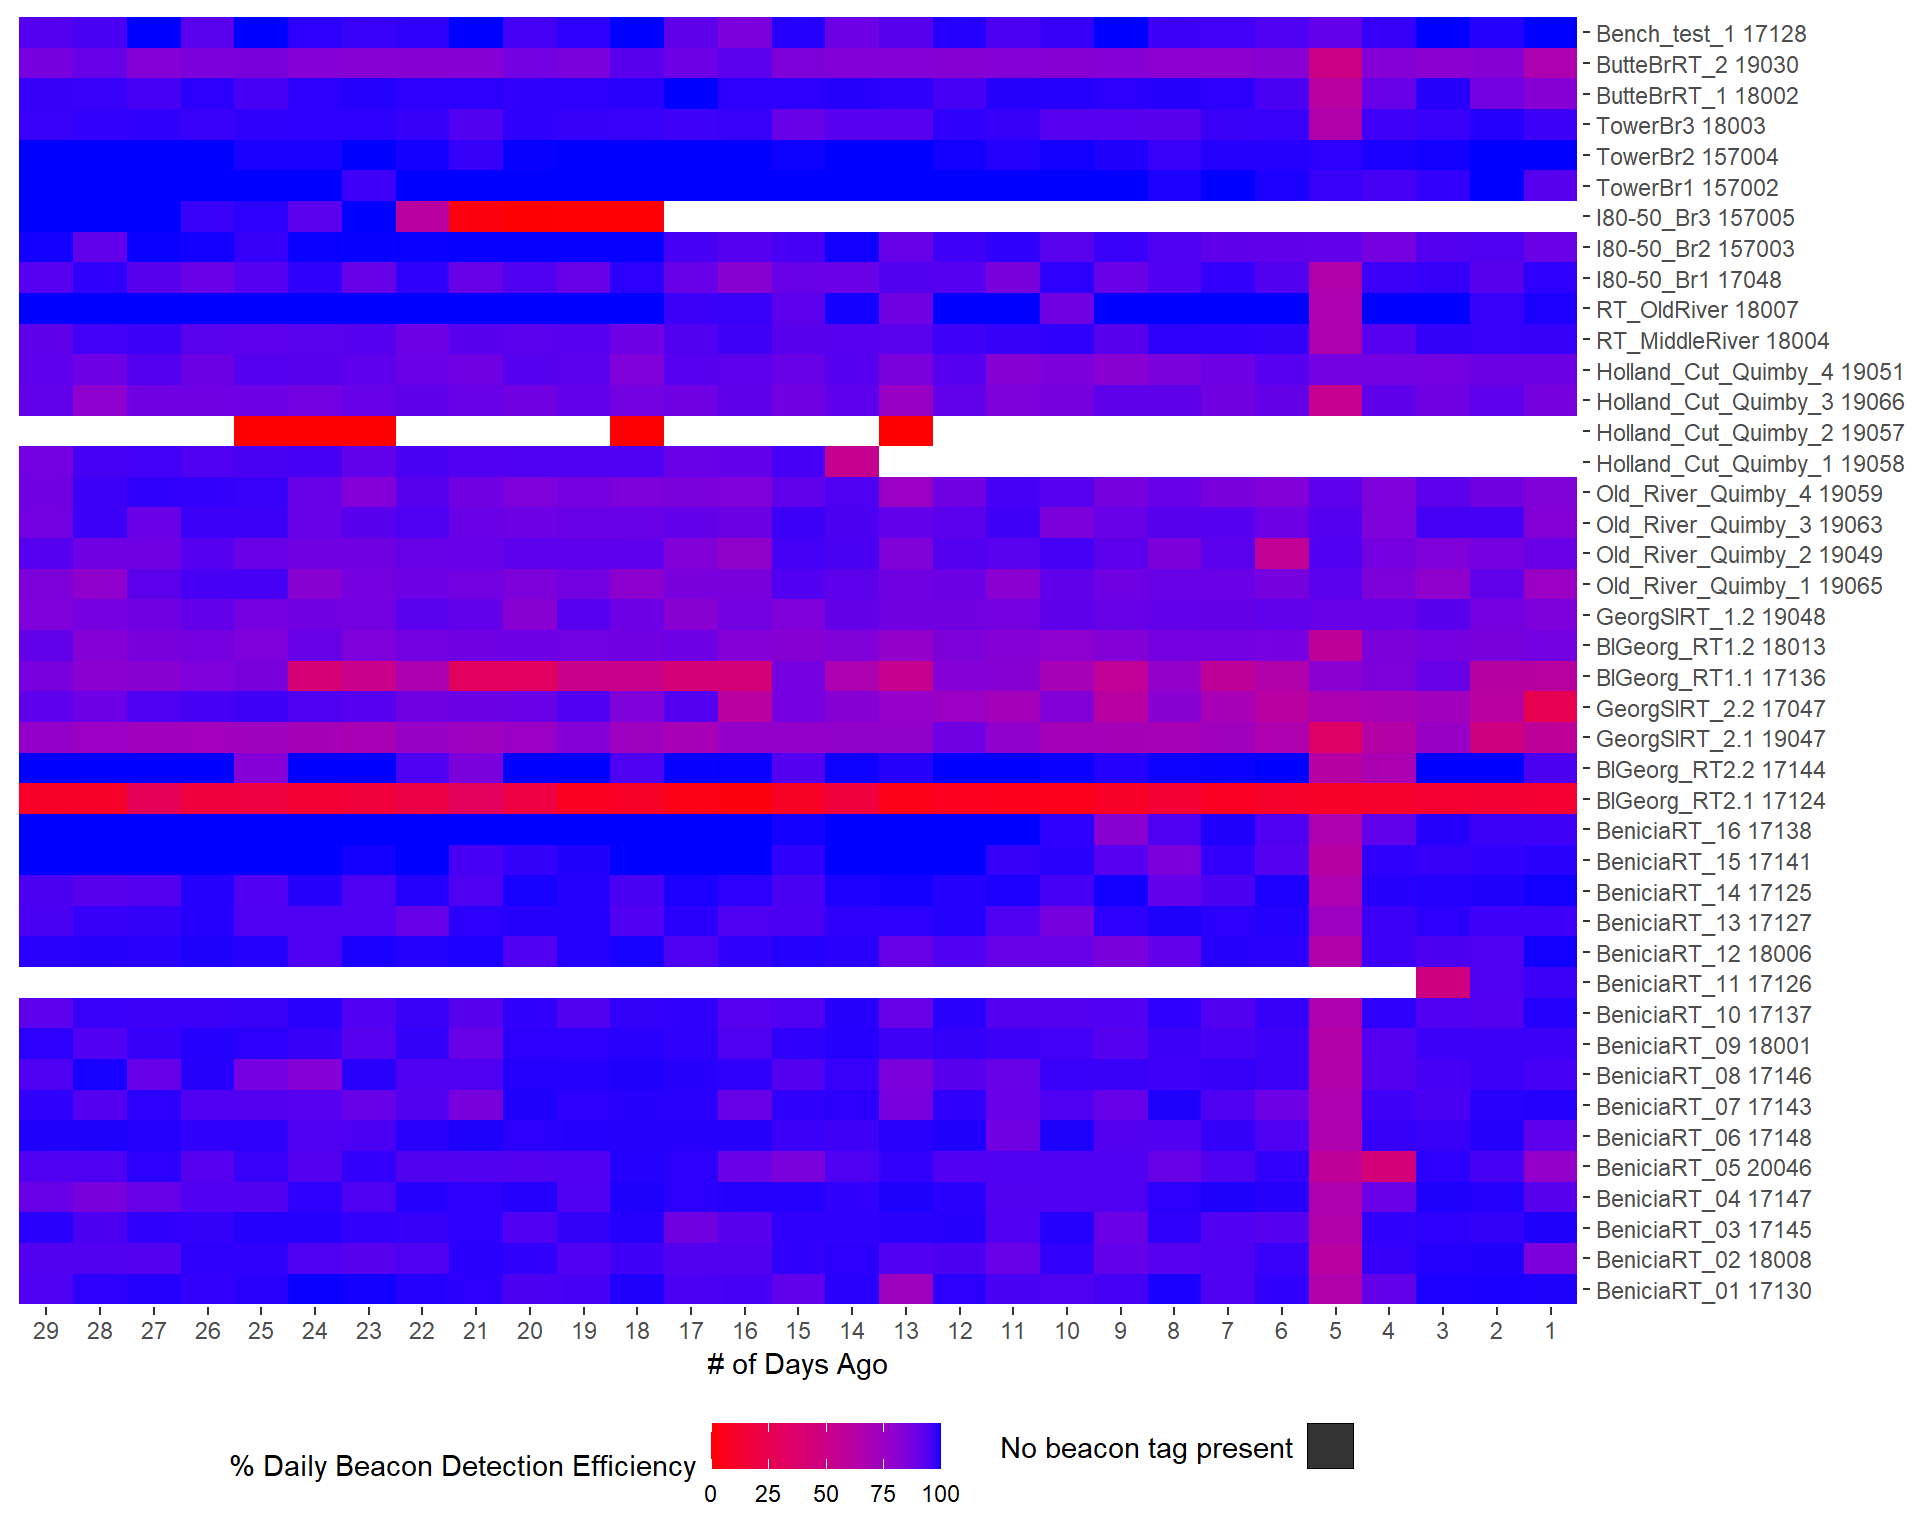 Bench_test_1 17128
ButteBrRT_2 19030
ButteBrRT_1 18002
TowerBr3 18003
TowerBr2 157004
TowerBr1 157002
I80-50_Br3 157005
I80-50_Br2 157003
I80-50_Br1 17048
RT_OldRiver 18007
RT_MiddleRiver 18004
Holland_Cut_Quimby_4 19051
Holland_Cut_Quimby_3 19066
Holland_Cut_Quimby_2 19057
Holland_Cut_Quimby_1 19058
Old_River_Quimby_4 19059
Old_River_Quimby_3 19063
Old_River_Quimby_2 19049
Old_River_Quimby_1 19065
GeorgSlRT_1.2 19048
BlGeorg_RT1.2 18013
BlGeorg_RT1.1 17136
GeorgSlRT_2.2 17047
GeorgSlRT_2.1 19047
BlGeorg_RT2.2 17144
BlGeorg_RT2.1 17124
BeniciaRT_16 17138
BeniciaRT_15 17141
BeniciaRT_14 17125
BeniciaRT_13 17127
BeniciaRT_12 18006
BeniciaRT_11 17126
BeniciaRT_10 17137
BeniciaRT_09 18001
BeniciaRT_08 17146
BeniciaRT_07 17143
BeniciaRT_06 17148
BeniciaRT_05 20046
BeniciaRT_04 17147
BeniciaRT_03 17145
BeniciaRT_02 18008
BeniciaRT_01 17130
29 28 27 26 25 24 23 22 21 20 19 18 17 16 15 14 13 12 11 10 9 8 7 6 5 4 3 2 1
# of Days Ago
% Daily Beacon Detection Efficiency
0 25 50 75 100
No beacon tag present